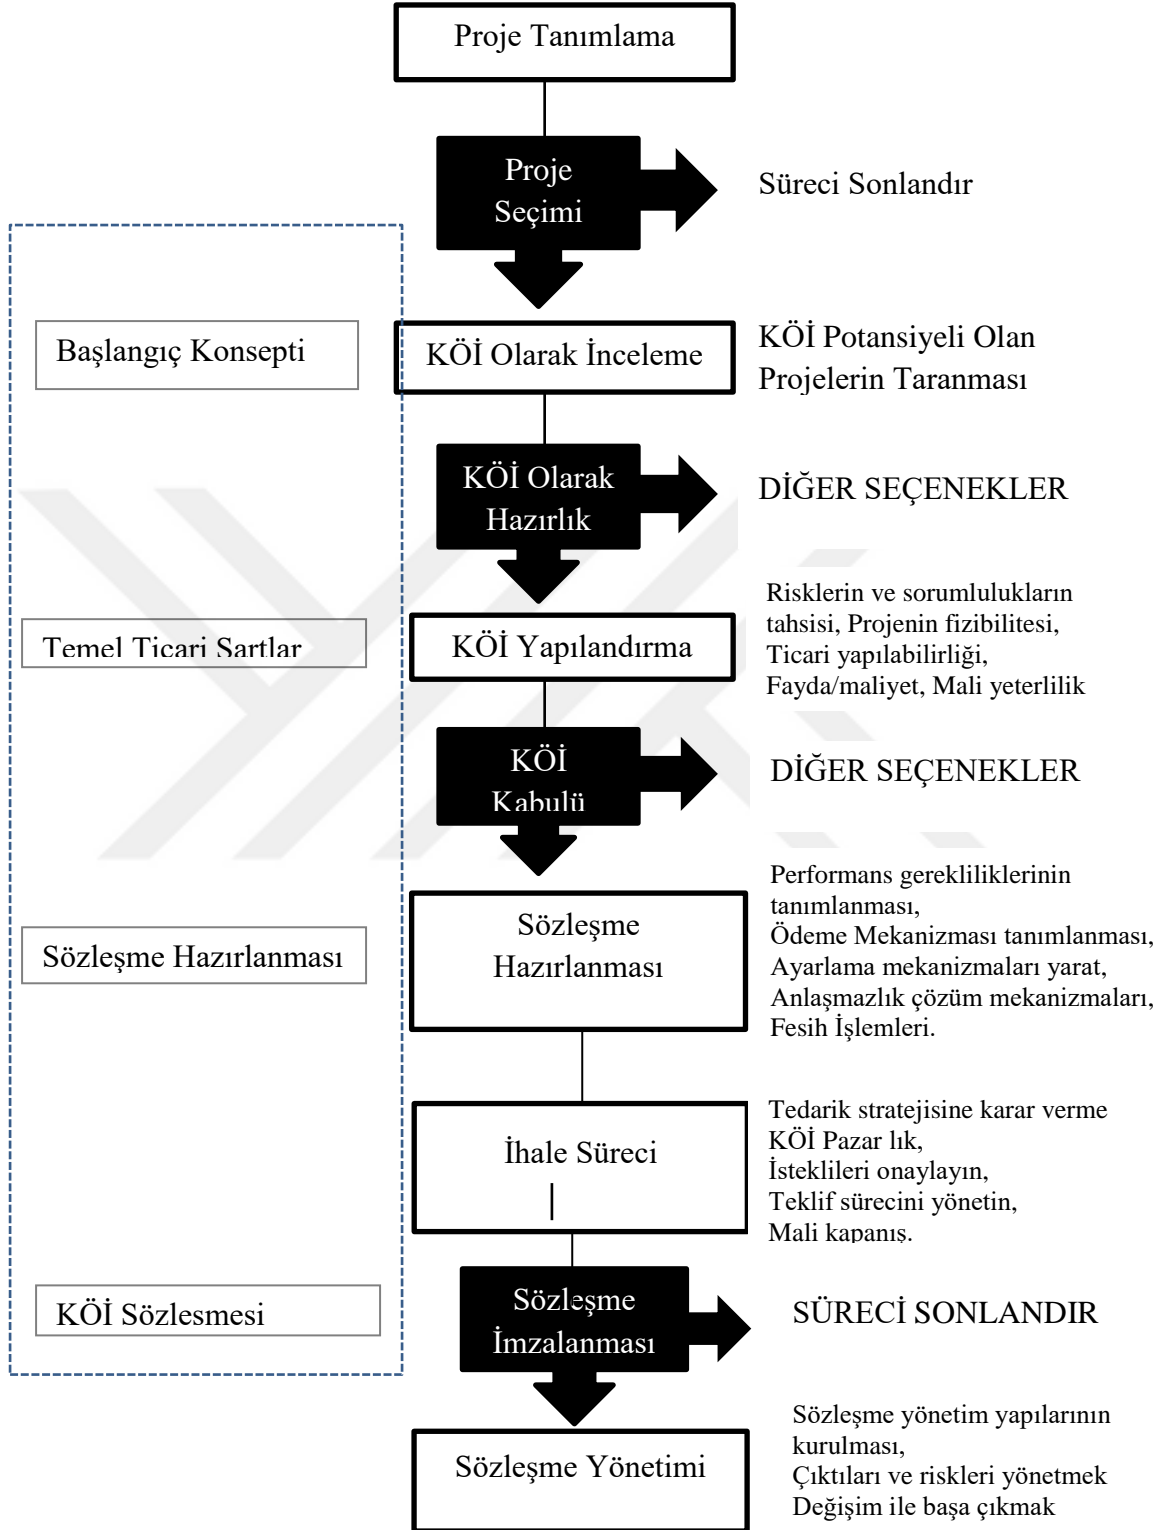 Proje Tanımlama
Proje
Seçimi
Süreci Sonlandır
Başlangıç Konsepti
KÖİ Olarak İnceleme
KÖİ Potansiyeli Olan
Projelerin Taranması
KÖİ Olarak
Hazırlık
DİĞER SEÇENEKLER
Temel Ticari Sartlar
KÖİ Yapılandırma
Risklerin ve sorumlulukların
tahsisi, Projenin fizibilitesi,
Ticari yapılabilirliği,
Fayda/maliyet, Mali yeterlilik
KÖİ
Kabulü
DİĞER SEÇENEKLER
Sözleşme Hazırlanması
Sözleşme
Hazırlanması
Performans gerekliliklerinin
tanımlanması,
Ödeme Mekanizması tanımlanması,
Ayarlama mekanizmaları yarat,
Anlaşmazlık çözüm mekanizmaları,
Fesih İşlemleri.
İhale Süreci
Tedarik stratejisine karar verme
KÖİ Pazar lık,
İsteklileri onaylayın,
Teklif sürecini yönetin,
Mali kapanış.
KÖİ Sözlesmesi
Sözleşme
İmzalanması
SÜRECİ SONLANDIR
Sözleşme Yönetimi
Sözleşme yönetim yapılarının
kurulması,
Çıktıları ve riskleri yönetmek
Değişim ile başa çıkmak